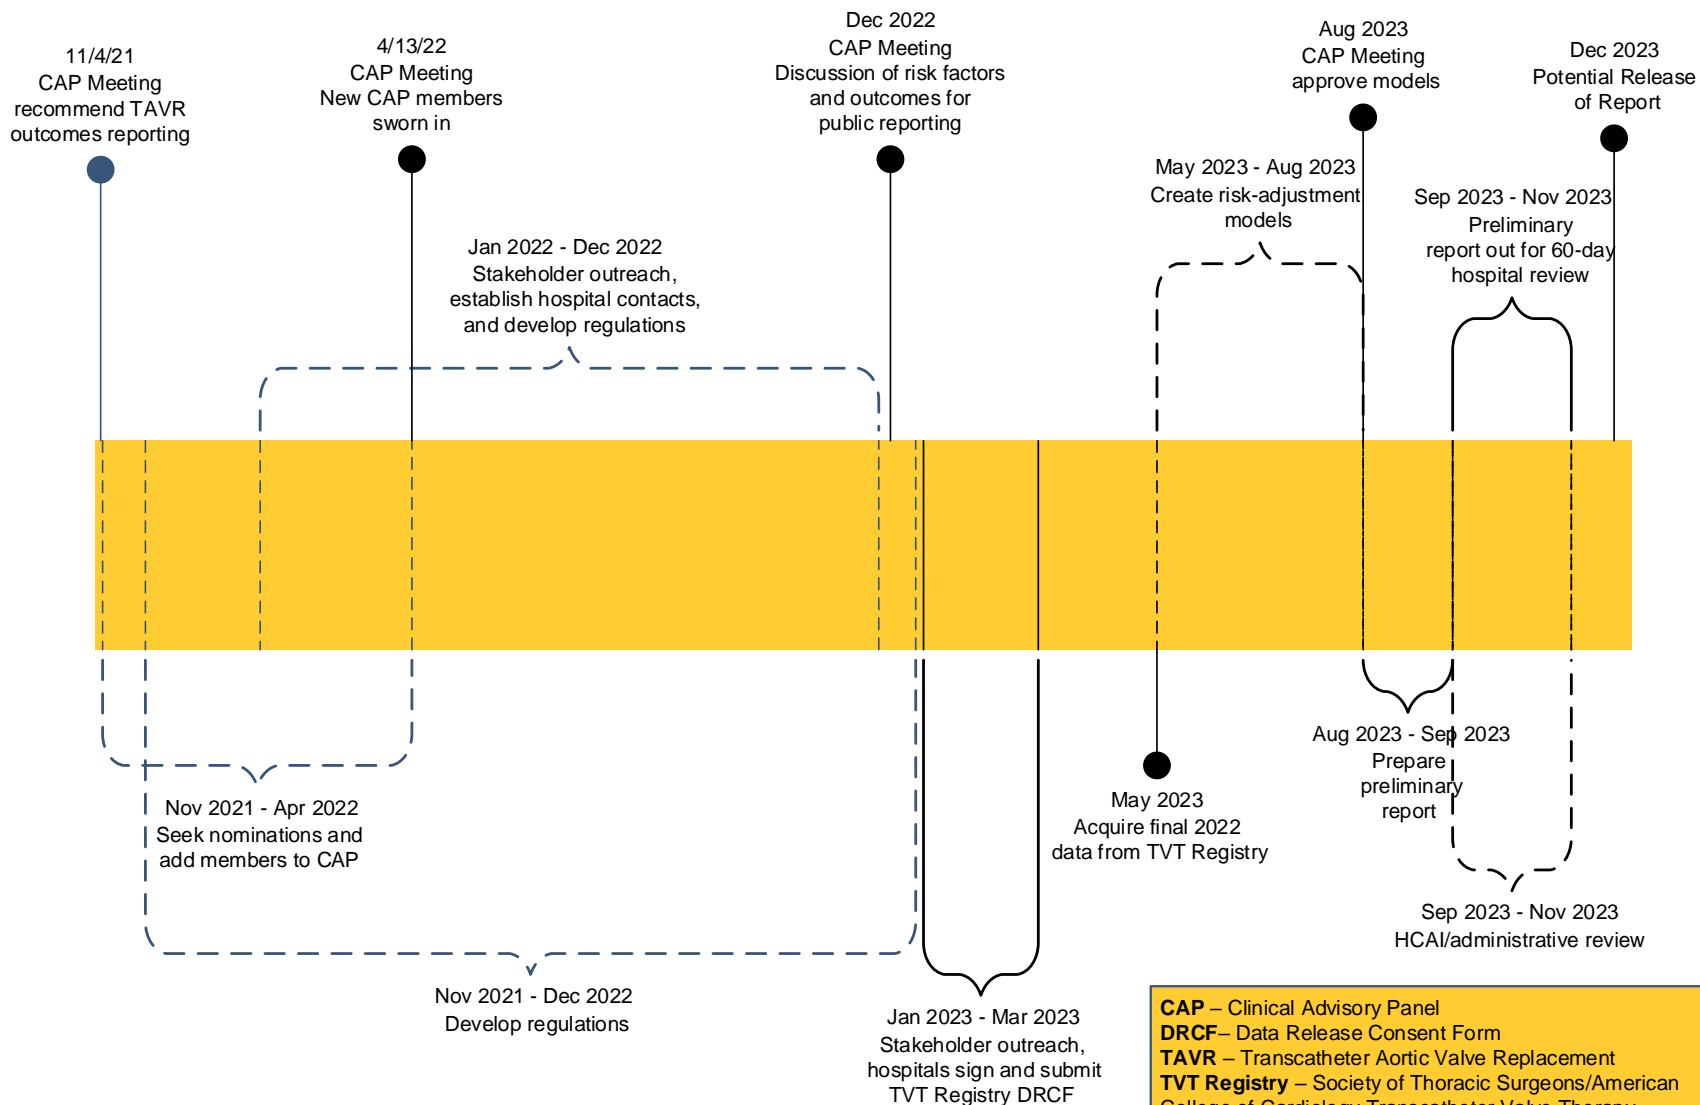 11/4/21
CAP Meeting
recommend TAVR
outcomes reporting
4/13/22
CAP Meeting
New CAP members
sworn in
Dec 2022
CAP Meeting
Discussion of risk factors
and outcomes for
public reporting
Aug 2023
CAP Meeting
approve models
Dec 2023
Potential Release
of Report
May 2023 - Aug 2023
Create risk-adjustment
models
Sep 2023 - Nov 2023
Preliminary
report out for 60-day
hospital review
Jan 2022 - Dec 2022
Stakeholder outreach,
establish hospital contacts,
and develop regulations
Nov 2021 - Apr 2022
Seek nominations and
add members to CAP
Nov 2021 - Dec 2022
Develop regulations
Jan 2023 - Mar 2023
Stakeholder outreach,
hospitals sign and submit
TVT Registry DRCF
May 2023
Acquire final 2022
data from TVT Registry
Aug 2023 - Sep 2023
Prepare
preliminary
report
Sep 2023 - Nov 2023
HCAI/administrative review
CAP – Clinical Advisory Panel
DRCF– Data Release Consent Form
TAVR – Transcatheter Aortic Valve Replacement
TVT Registry – Society of Thoracic Surgeons/American
College of Cardiology Transcatheter Valve Therapy